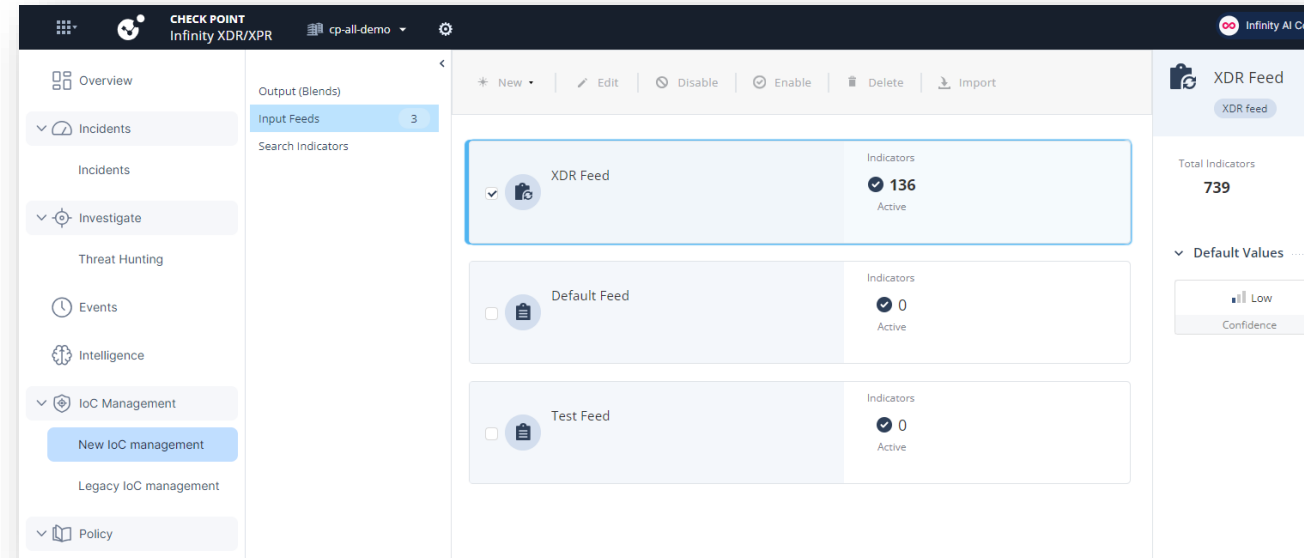 CHECK POINT
Infinity XDR/XPR
cp-all-demo
Infinity AI
Overview
Incidents
Incidents
Investigate
Threat Hunting
Events
Intelligence
IoC Management
New IoC management
Legacy IoC management
Policy
Output (Blends)
Input Feeds 3
Search Indicators
New Edit Disable Enable Delete Import
XDR Feed
Indicators
136
Active
Default Feed
Indicators
0
Active
Test Feed
Indicators
0
Active
XDR Feed
XDR feed
Total Indicators
739
Default Values
Low
Confidence